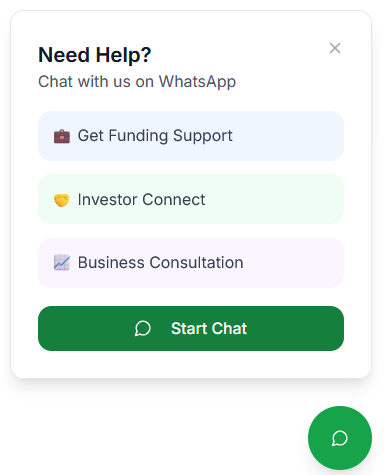 Need Help?
Chat with us on WhatsApp
💼 Get Funding Support
🤝 Investor Connect
📈 Business Consultation
Start Chat